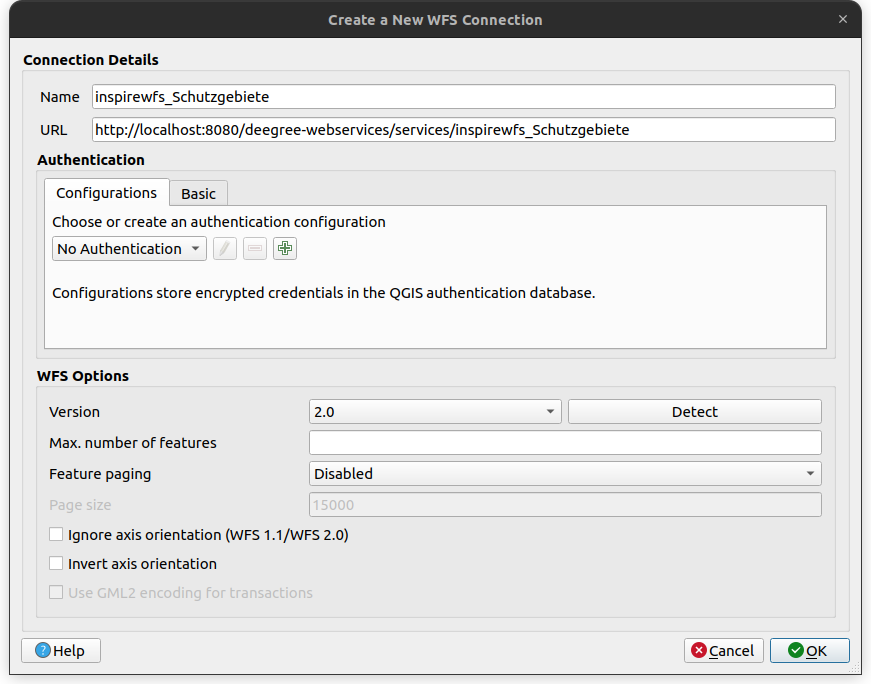 Create a New WFS Connection
Connection Details
Name inspirewfs_Schutzgebiete
URL http://localhost:8080/deegree-webservices/services/inspirewfs_Schutzgebiete
Authentication
Configurations Basic
Choose or create an authentication configuration
No Authentication
Configurations store encrypted credentials in the QGIS authentication database.
WFS Options
Version 2.0 Detect
Max. number of features
Feature paging Disabled
Page size 15000
Ignore axis orientation (WFS 1.1/WFS 2.0)
Invert axis orientation
Use GML2 encoding for transactions
Help Cancel OK